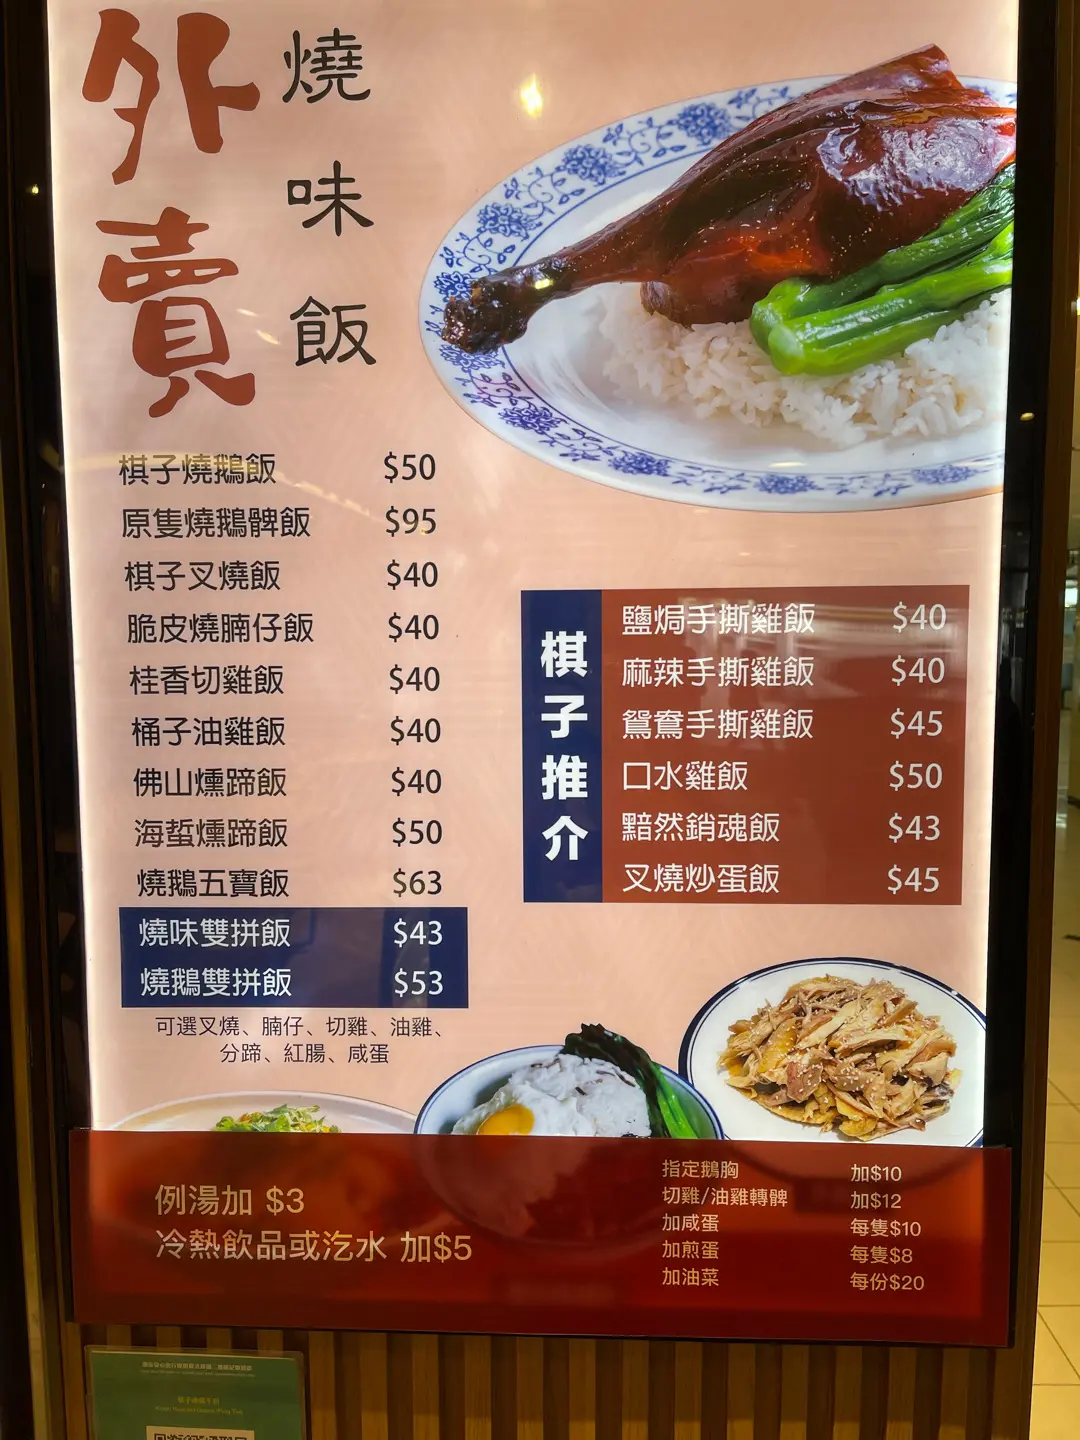 外賣
燒味飯
棋子燒鵝飯 $50
原隻燒鵝髀飯 $95
棋子叉燒飯 $40
脆皮燒腩仔飯 $40
桂香切雞飯 $40
桶子油雞飯 $40
佛山燻蹄飯 $40
海蜇燻蹄飯 $50
燒鵝五寶飯 $63
燒味雙拼飯 $43
燒鵝雙拼飯 $53
可選叉燒、腩仔、切雞、油雞、
分蹄、紅腸、咸蛋
棋子推介
鹽焗手撕雞飯 $40
麻辣手撕雞飯 $40
鴛鴦手撕雞飯 $45
口水雞飯 $50
黯然銷魂飯 $43
叉燒炒蛋飯 $45
例湯加 $3
冷熱飲品或汔水 加$5
指定鵝胸 加$10
切雞/油雞轉髀 加$12
加咸蛋 每隻$10
加煎蛋 每隻$8
加油菜 每份$20